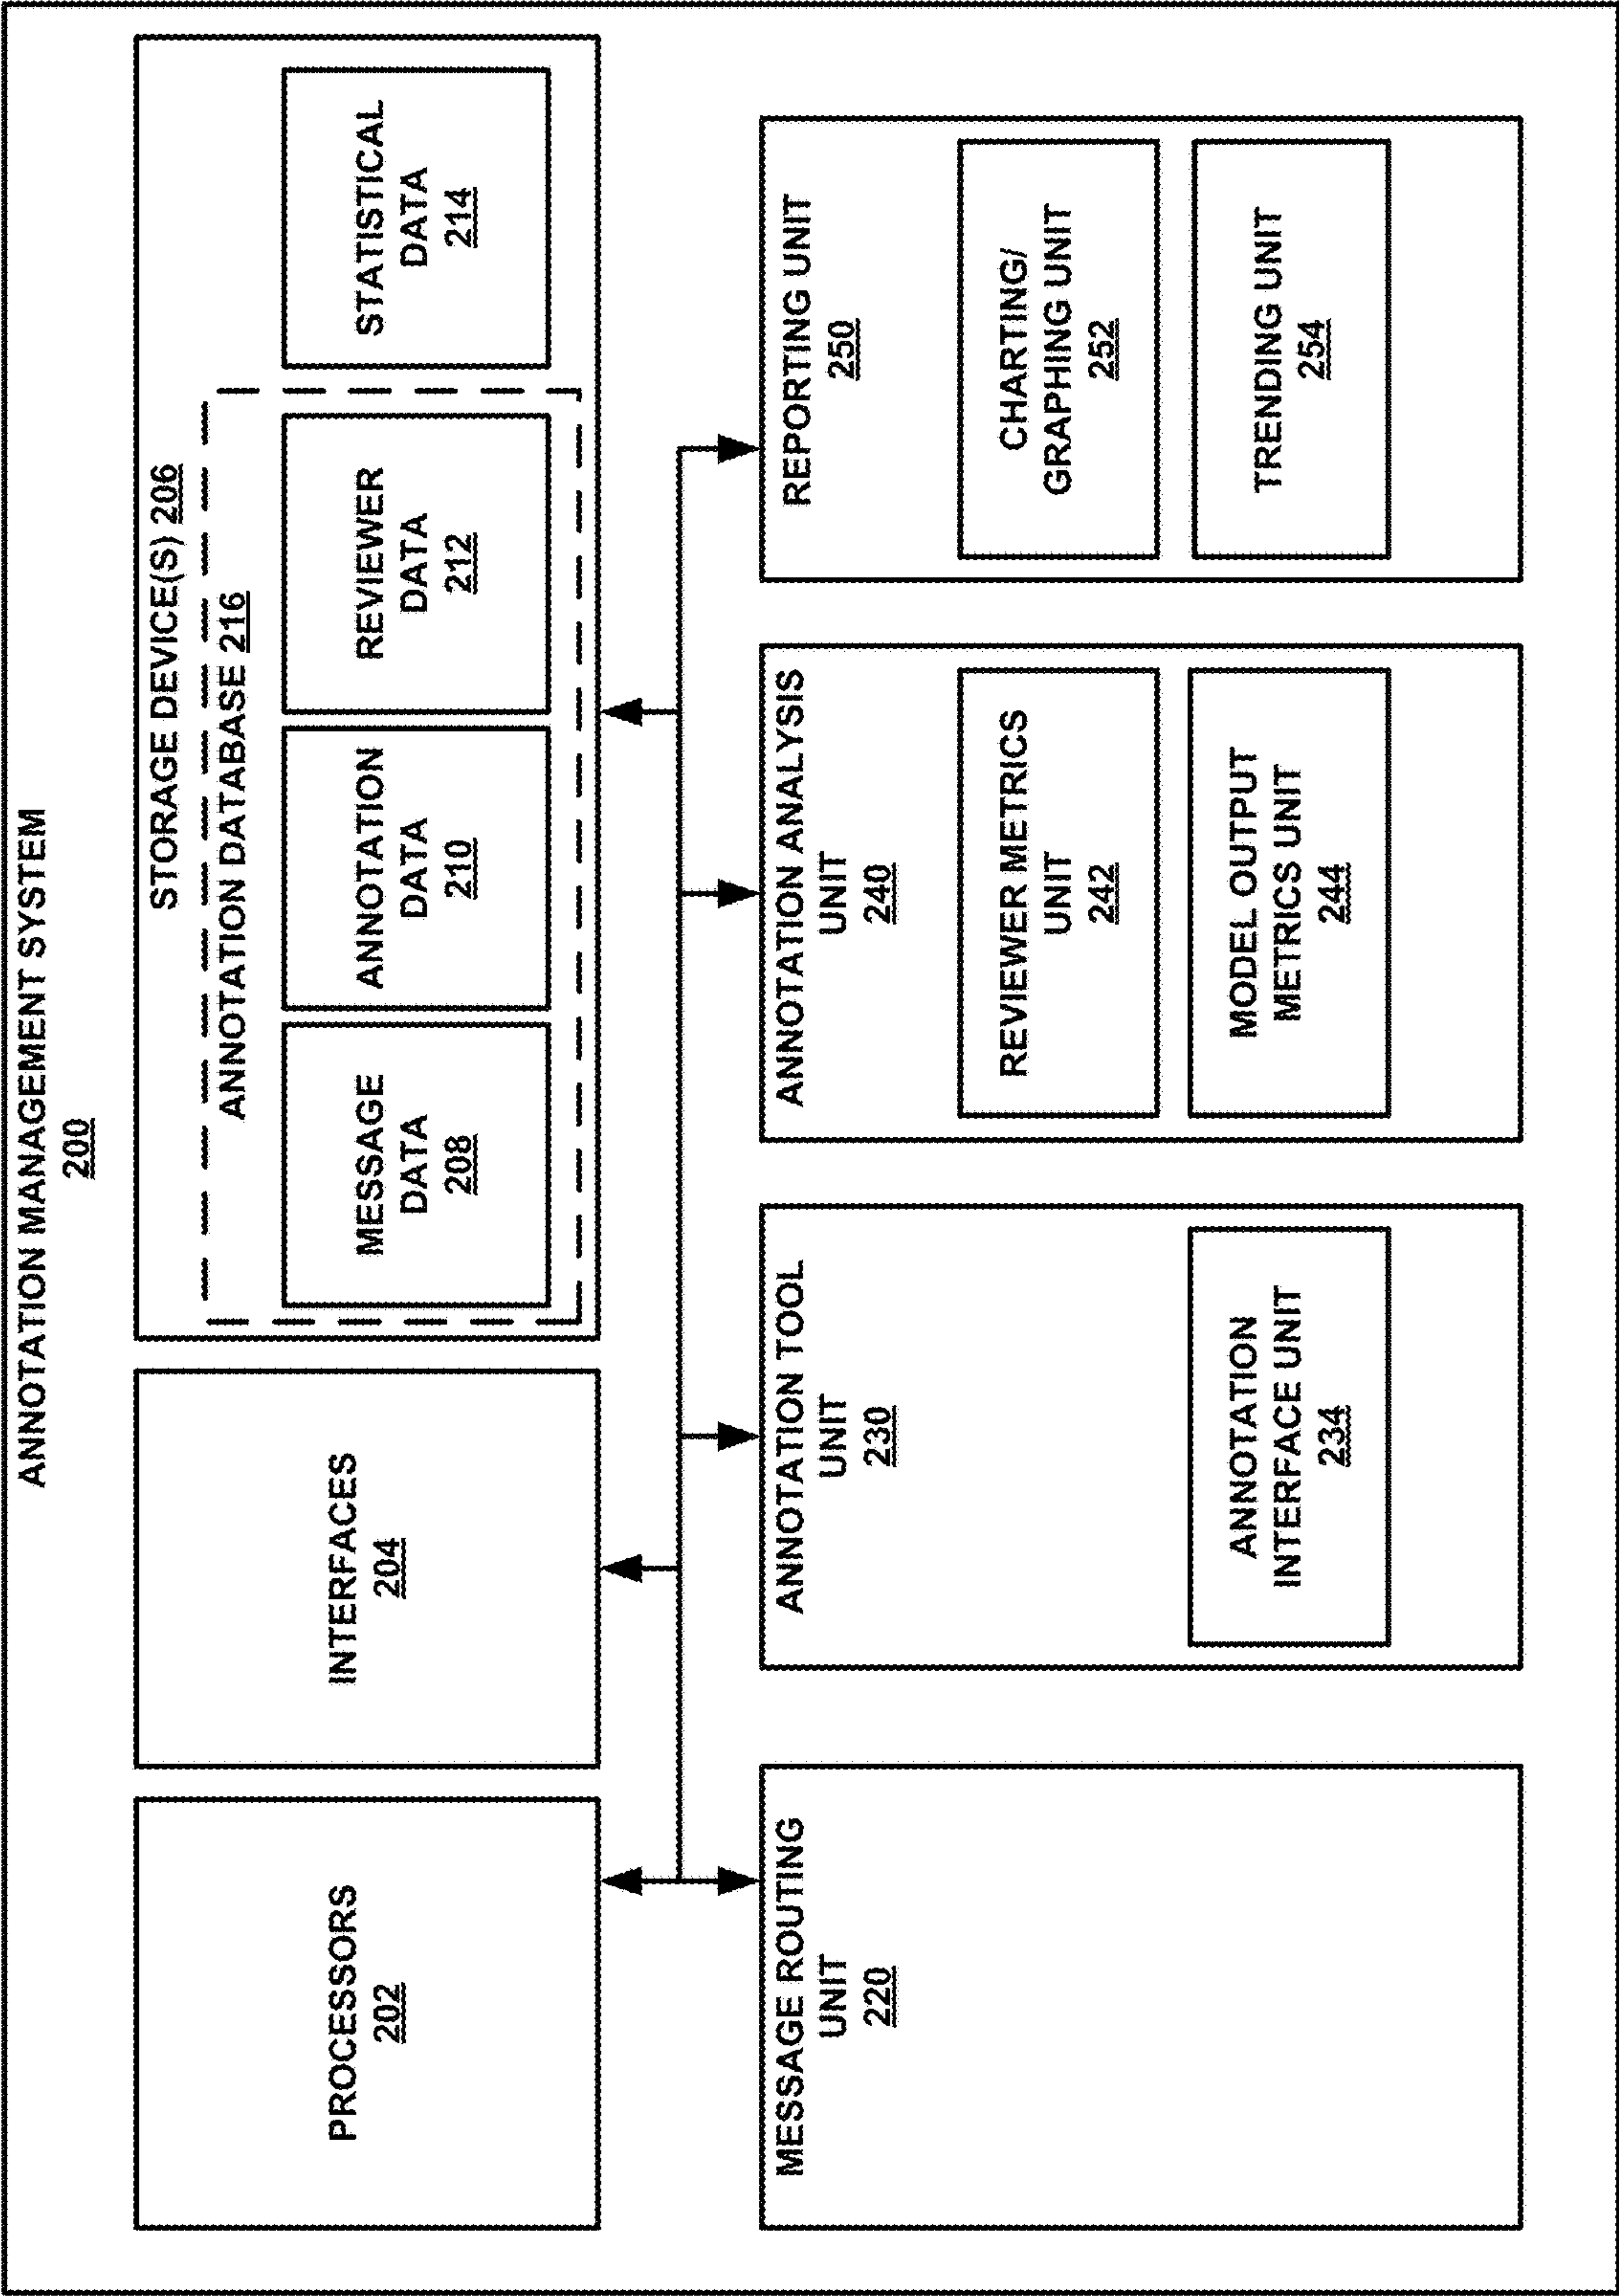 ANNOTATION MANAGEMENT SYSTEM
200
PROCESSORS
202
INTERFACES
204
STORAGE DEVICE(S) 206
ANNOTATION DATABASE 216
MESSAGE
DATA
208
ANNOTATION
DATA
210
REVIEWER
DATA
212
STATISTICAL
DATA
214
MESSAGE ROUTING
UNIT
220
ANNOTATION TOOL
UNIT
230
ANNOTATION
INTERFACE UNIT
234
ANNOTATION ANALYSIS
UNIT
240
REVIEWER METRICS
UNIT
242
MODEL OUTPUT
METRICS UNIT
244
REPORTING UNIT
250
CHARTING/
GRAPHING UNIT
252
TRENDING UNIT
254